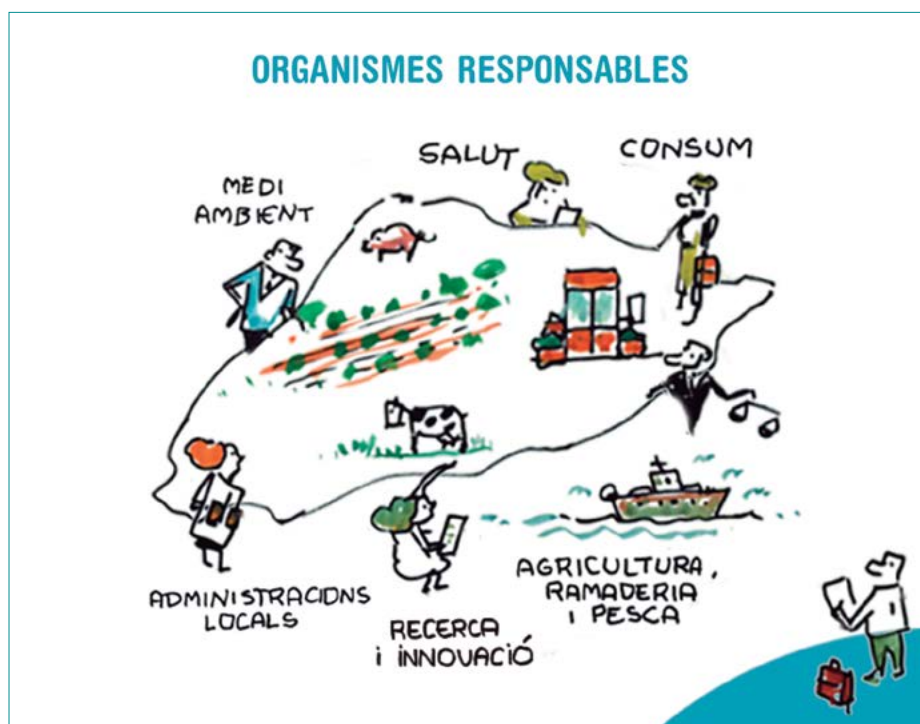 ORGANISMES RESPONSABLES
SALUT
CONSUM
MEDI
AMBIENT
ADMINISTRACIONS
LOCALS
RECERCA
i INNOVACIÓ
AGRICULTURA,
RAMADERIA
I PESCA